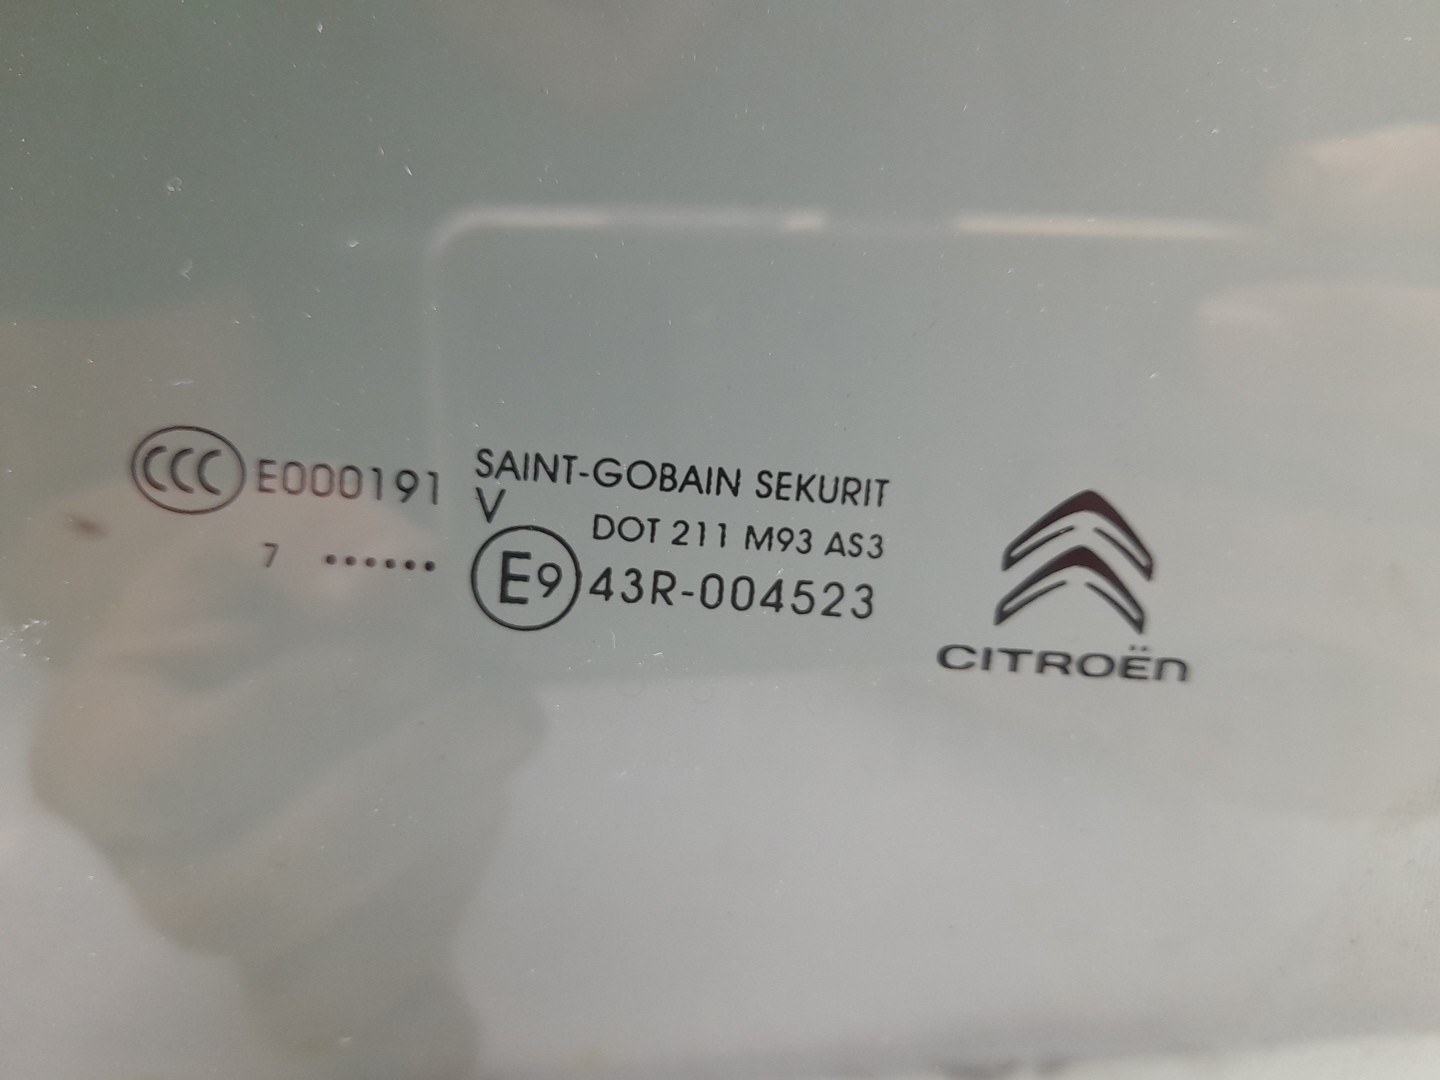 CCC E000191
7 ••••••
SAINT-GOBAIN SEKURIT
V
DOT 211 M93 AS3
E9 43R-004523
CITROËN